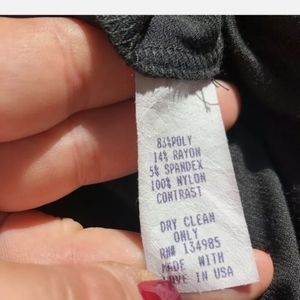 83%POLY
14% RAYON
5% SPANDEX
100% NYLON
CONTRAST
DRY CLEAN
ONLY
RN# 134985
MADE WITH
LOVE IN USA